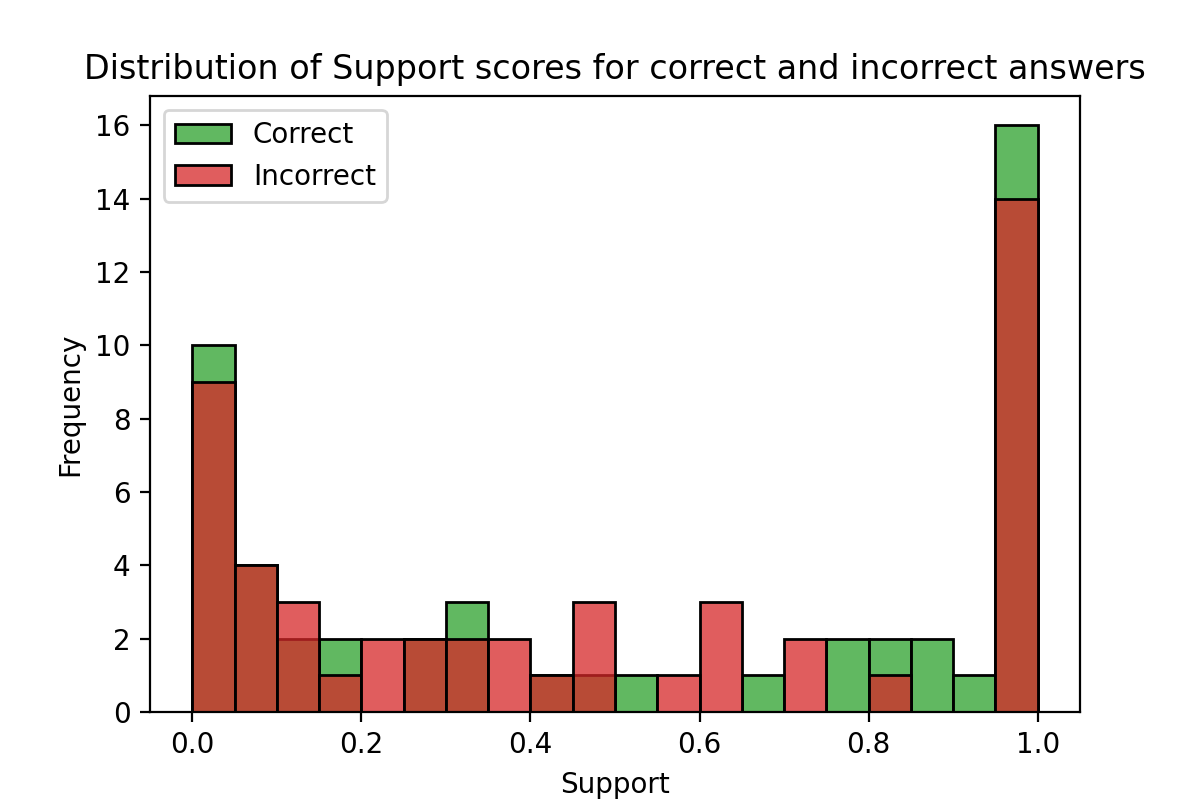 Distribution of Support scores for correct and incorrect answers
Correct
Incorrect
16
14
12
10
8
6
4
2
0
Frequency
0.0 0.2 0.4 0.6 0.8 1.0
Support